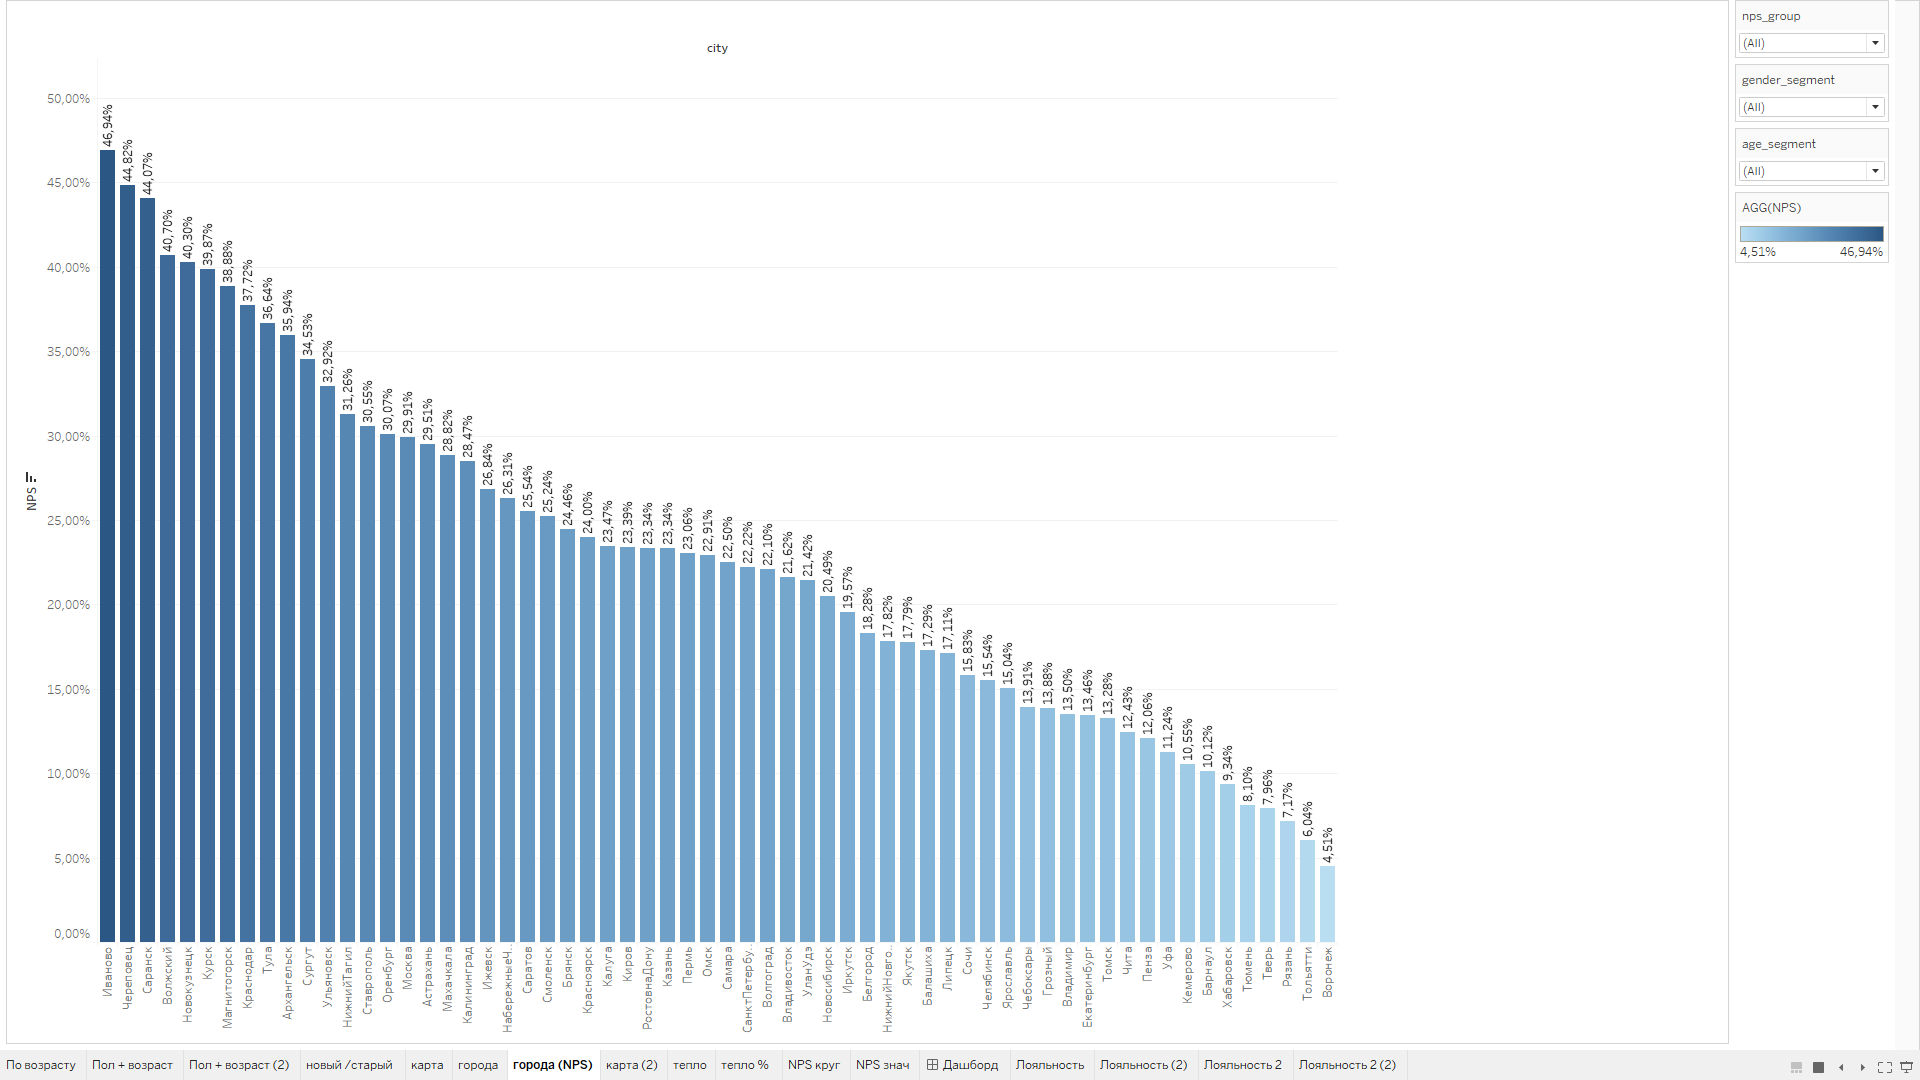 city
50,00%
45,00%
40,00%
35,00%
30,00%
25,00%
20,00%
15,00%
10,00%
5,00%
0,00%
NPS
46,94%
44,82%
44,07%
40,70%
40,30%
39,87%
38,88%
37,72%
36,64%
35,94%
34,53%
32,92%
31,26%
30,55%
30,07%
29,91%
29,51%
28,82%
28,47%
26,84%
26,31%
25,54%
25,24%
24,46%
24,00%
23,47%
23,39%
23,34%
23,34%
23,06%
22,91%
22,50%
22,22%
22,10%
21,62%
21,42%
20,49%
19,57%
18,28%
17,82%
17,79%
17,29%
17,11%
15,83%
15,54%
15,04%
13,91%
13,88%
13,50%
13,46%
13,28%
12,43%
12,06%
11,24%
10,55%
10,12%
9,34%
8,10%
7,96%
7,17%
6,04%
4,51%
Иваново
Череповец
Саранск
Волжский
Новокузнецк
Курск
Магнитогорск
Краснодар
Тула
Архангельск
Сургут
Ульяновск
НижнийТагил
Ставрополь
Оренбург
Москва
Астрахань
Махачкала
Калининград
Ижевск
НабережныеЧ..
Саратов
Смоленск
Брянск
Красноярск
Калуга
Киров
РостовнаДону
Казань
Пермь
Омск
Самара
СанктПетербу..
Волгоград
Владивосток
УланУдэ
Новосибирск
Иркутск
Белгород
НижнийНовго..
Якутск
Балашиха
Липецк
Сочи
Челябинск
Ярославль
Чебоксары
Грозный
Владимир
Екатеринбург
Томск
Чита
Пенза
Уфа
Кемерово
Барнаул
Хабаровск
Тюмень
Тверь
Рязань
Тольятти
Воронеж
nps_group
(All)
gender_segment
(All)
age_segment
(All)
AGG(NPS)
4,51% 46,94%
По возрасту Пол + возраст Пол + возраст (2) новый /старый карта города города (NPS) карта (2) тепло тепло % NPS круг NPS знач Дашборд Лояльность Лояльность (2) Лояльность 2 Лояльность 2 (2)